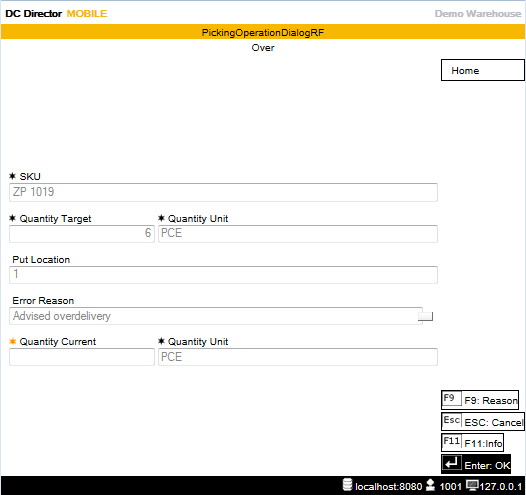 DC Director MOBILE Demo Warehouse
PickingOperationDialogRF
Over
Home
✶ SKU
ZP 1019
✶ Quantity Target ✶ Quantity Unit
6 PCE
Put Location
1
Error Reason
Advised overdelivery
✶ Quantity Current ✶ Quantity Unit
PCE
F9 F9: Reason
Esc ESC: Cancel
F11 F11:Info
Enter: OK
localhost:8080 1001 127.0.0.1